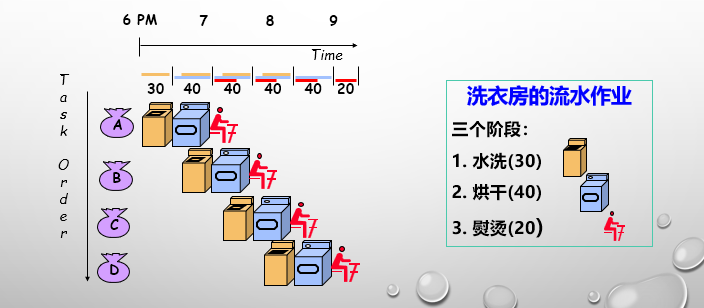 6 PM 7 8 9
Time
30 40 40 40 40 20
Task Order
A
B
C
D
洗衣房的流水作业
三个阶段:
1. 水洗(30)
2. 烘干(40)
3. 熨烫(20)